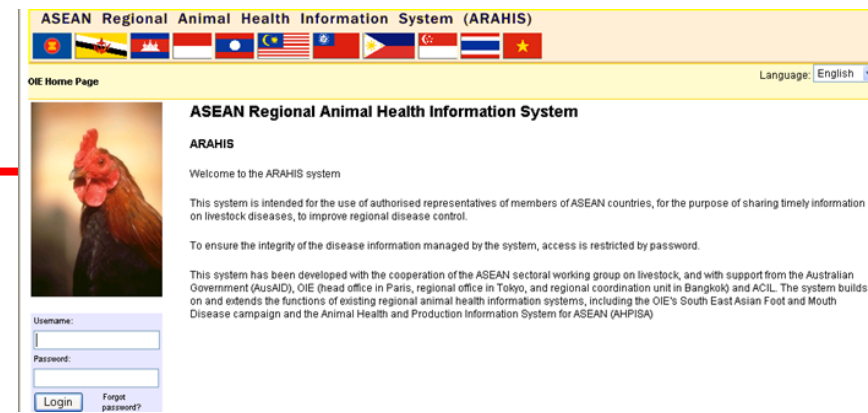 ASEAN Regional Animal Health Information System (ARAHIS)
OIE Home Page
Language: English
ASEAN Regional Animal Health Information System
ARAHIS
Welcome to the ARAHIS system
This system is intended for the use of authorised representatives of members of ASEAN countries, for the purpose of sharing timely information
on livestock diseases, to improve regional disease control.
To ensure the integrity of the disease information managed by the system, access is restricted by password.
This system has been developed with the cooperation of the ASEAN sectoral working group on livestock, and with support from the Australian
Government (AusAID), OIE (head office in Paris, regional office in Tokyo, and regional coordination unit in Bangkok) and ACIL. The system builds
on and extends the functions of existing regional animal health information systems, including the OIE's South East Asian Foot and Mouth
Disease campaign and the Animal Health and Production Information System for ASEAN (AHPISA)
Username:
Password:
Login
Forgot
password?